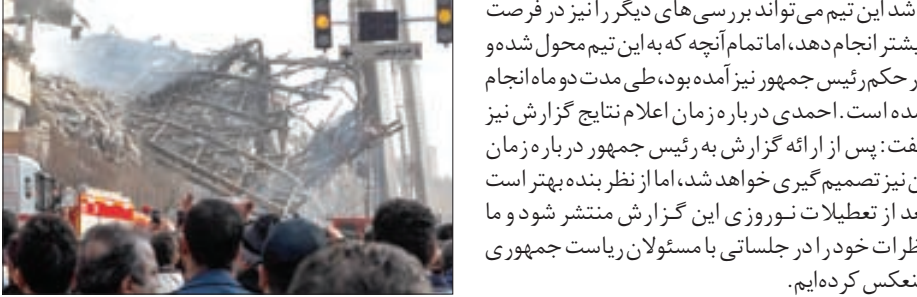 شد این تیم می‌تواند بررسی‌های دیگر را نیز در فرصت
انجام دهد، اما تمام آنچه که به این تیم محول شده و
حکم رئیس جمهور نیز آمده بود، طی مدت دو ماه انجام
است. احمدی درباره زمان اعلام نتایج گزارش نیز
پس از ارائه گزارش به رئیس جمهور درباره زمان
نیز تصمیم گیری خواهد شد، اما از نظر بنده بهتر است
از تعطیلات نـوروزی این گـزارش منتشر شود و ما
خود را در جلساتی با مسئولان ریاست جمهوری
کرده‌ایم.